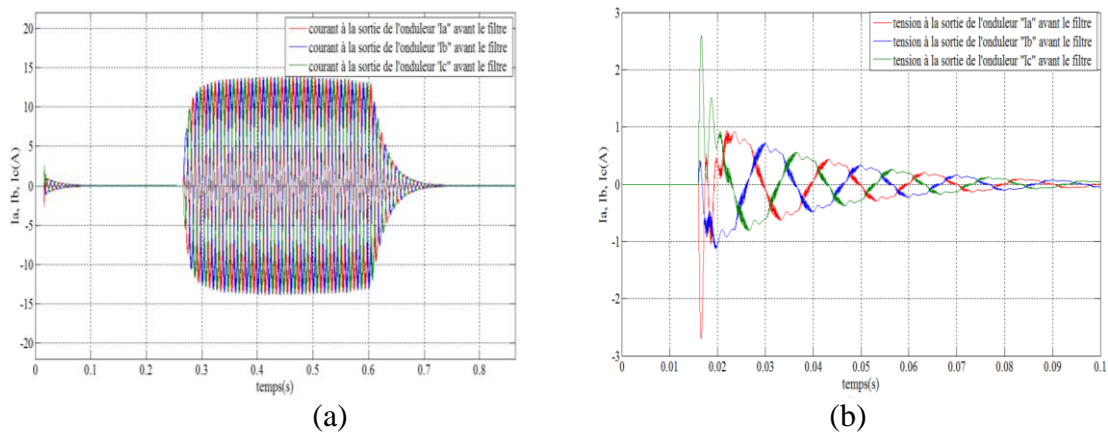 courant à la sortie de l'onduleur "Ia" avant le filtre
courant à la sortie de l'onduleur "Ib" avant le filtre
courant à la sortie de l'onduleur "Ic" avant le filtre
Ia, Ib, Ic(A)
20
15
10
5
0
-5
-10
-15
-20
0 0.1 0.2 0.3 0.4 0.5 0.6 0.7 0.8
temps(s)
(a)
tension à la sortie de l'onduleur "Ia" avant le filtre
tension à la sortie de l'onduleur "Ib" avant le filtre
tension à la sortie de l'onduleur "Ic" avant le filtre
Ia, Ib, Ic(A)
3
2
1
0
-1
-2
-3
0 0.01 0.02 0.03 0.04 0.05 0.06 0.07 0.08 0.09 0.1
temps(s)
(b)